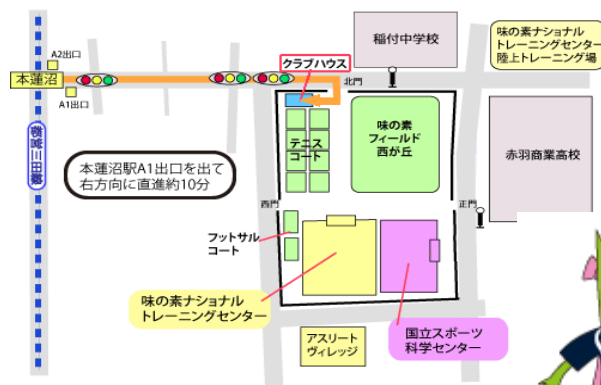 A2出口
本蓮沼
A1出口
都営三田線
本蓮沼駅A1出口を出て
右方向に直進約10分
クラブハウス
北門
稲付中学校
味の素ナショナル
トレーニングセンター
陸上トレーニング場
テニス
コート
味の素
フィールド
西が丘
赤羽商業高校
西門
正門
フットサル
コート
味の素ナショナル
トレーニングセンター
国立スポーツ
科学センター
アスリート
ヴィレッジ